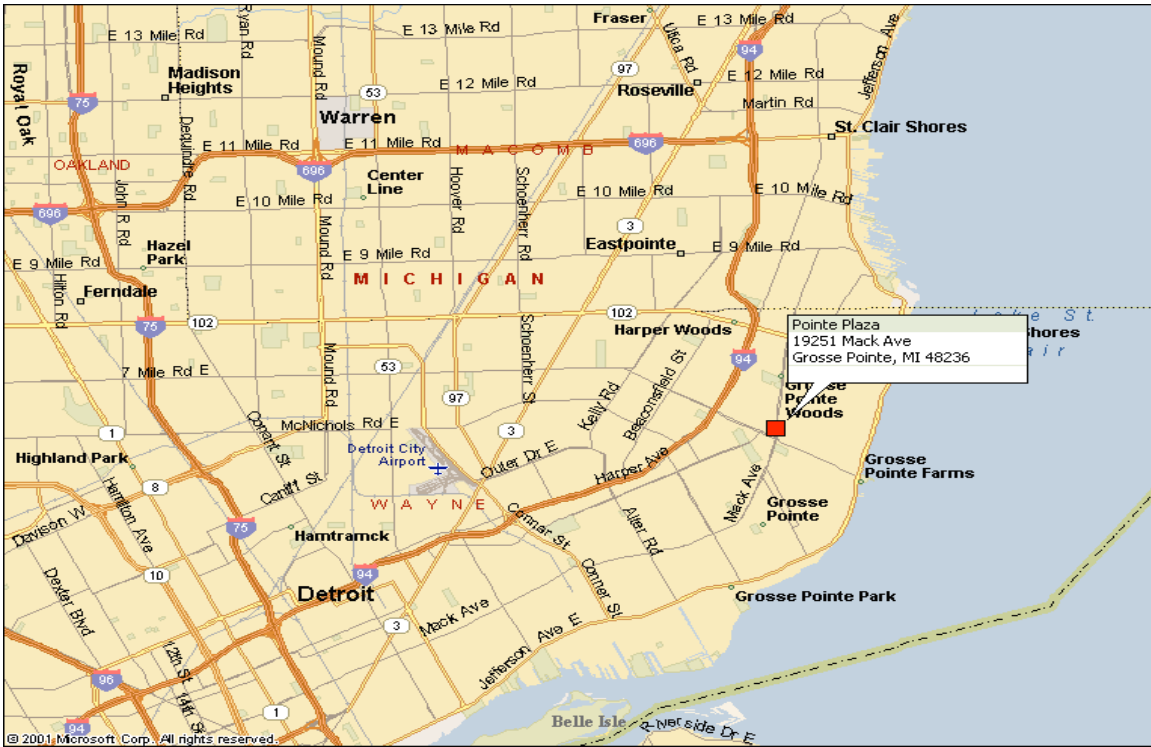 E 13 Mile Rd
Ryan Rd
Mound Rd
E 13 Mile Rd
Fraser
Utica Rd
E 13 Mile Rd
94
Jefferson Ave
Royal Oak
Madison
Heights
75
53
E 12 Mile Rd
97
Roseville
E 12 Mile Rd
Martin Rd
Warren
St. Clair Shores
Dequindre Rd
E 11 Mile Rd
E 11 Mile Rd
MACOMB
696
OAKLAND
696
Center
Line
John R Rd
Hoover Rd
Schoenherr Rd
E 10 Mile Rd
E 10 Mile Rd
E 10 Mile Rd
696
Mound Rd
3
Hazel
Park
Eastpointe
E 9 Mile Rd
E 9 Mile Rd
Hilton Rd
MICHIGAN
Ferndale
75
102
102
Harper Woods
Lake St
Shores
air
Pointe Plaza
19251 Mack Ave
Grosse Pointe, MI 48236
Mound Rd
Schoenherr St
94
7 Mile Rd E
53
Kelly Rd
Beaconsfield St
Grosse
Pointe
Woods
97
1
Conant St
McNichols Rd E
3
Highland Park
Detroit City
Airport
Outer Dr E
Harper Ave
Grosse
Pointe Farms
8
Hamilton Ave
Caniff St
Mack Ave
Grosse
Pointe
WAYNE
Davison W
75
Conner St
Alter Rd
Hamtramck
10
94
Dexter Blvd
Detroit
Conner St
Grosse Pointe Park
3
Mack Ave
Jefferson Ave E
12th St
96
14th St
1
94
Belle Isle
Riverside Dr E
© 2001 Microsoft Corp. All rights reserved.